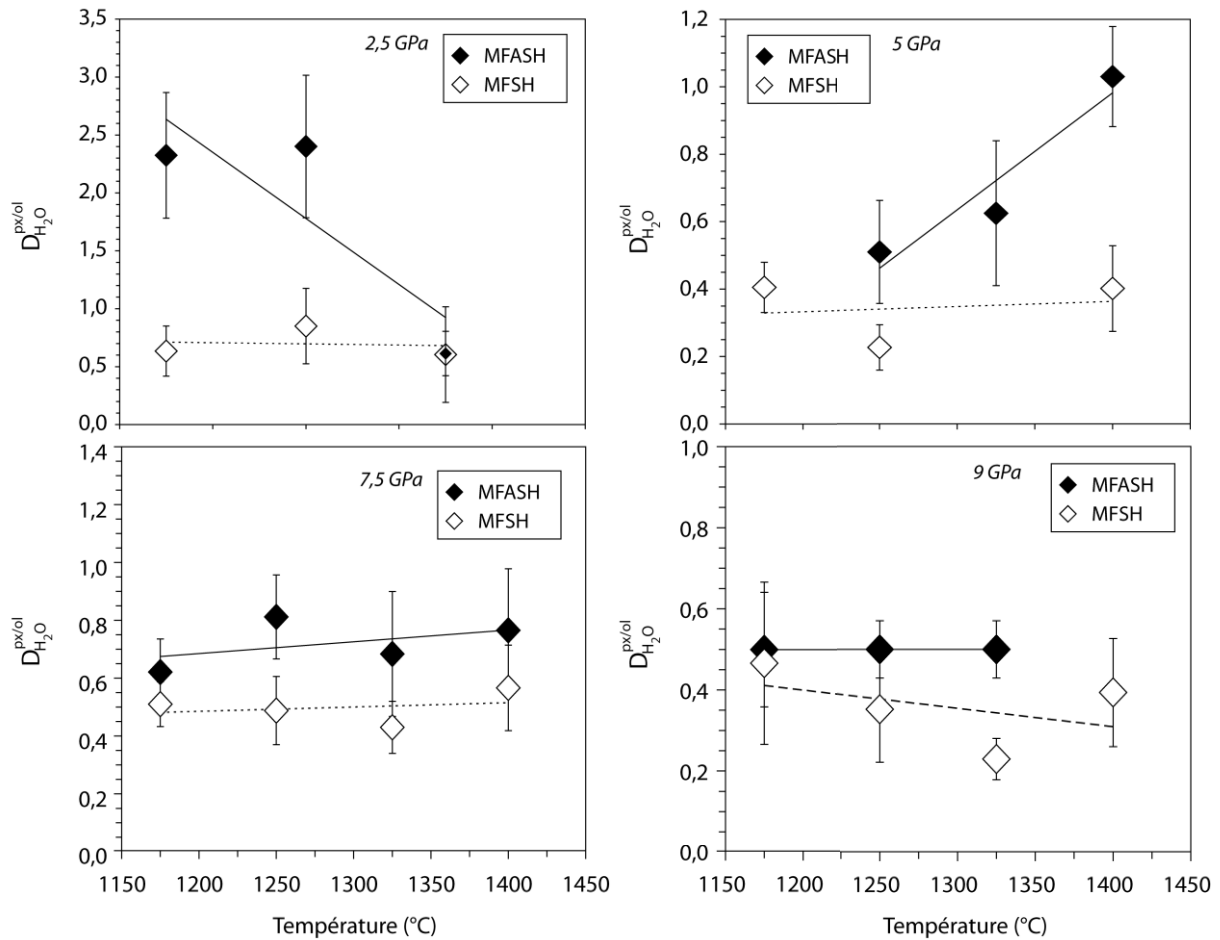 2,5 GPa
MFASH
MFSH
3,5
3,0
2,5
2,0
1,5
1,0
0,5
0,0
D px/ol H2O
5 GPa
MFASH
MFSH
1,2
1,0
0,8
0,6
0,4
0,2
0,0
D px/ol H2O
7,5 GPa
MFASH
MFSH
1,4
1,2
1,0
0,8
0,6
0,4
0,2
0,0
D px/ol H2O
1150 1200 1250 1300 1350 1400 1450
Température (°C)
9 GPa
MFASH
MFSH
1,0
0,8
0,6
0,4
0,2
0,0
D px/ol H2O
1150 1200 1250 1300 1350 1400 1450
Température (°C)